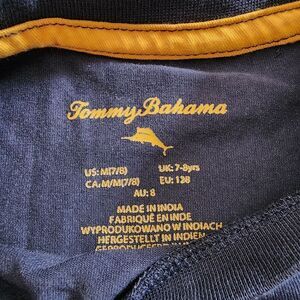 Tommy Bahama
US: M(7/8) UK: 7-8yrs
CA: M/M(7/8) EU: 128
AU: 8
MADE IN INDIA
FABRIQUÉ EN INDE
WYPRODUKOWANO W INDIACH
HERGESTELLT IN INDIEN